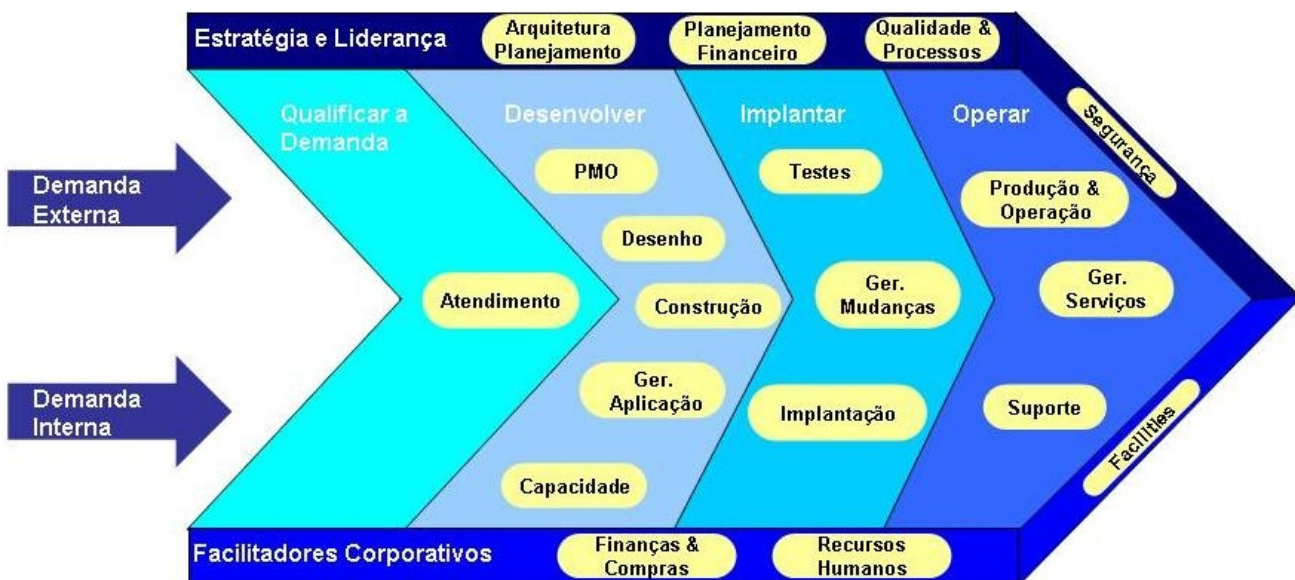 Estratégia e Liderança
Arquitetura
Planejamento
Planejamento
Financeiro
Qualidade &
Processos
Segurança
Qualificar a
Demanda
Desenvolver
Implantar
Operar
Demanda
Externa
PMO
Testes
Produção &
Operação
Desenho
Atendimento
Construção
Ger.
Mudanças
Ger.
Serviços
Demanda
Interna
Ger.
Aplicação
Implantação
Suporte
Facilities
Capacidade
Facilitadores Corporativos
Finanças &
Compras
Recursos
Humanos